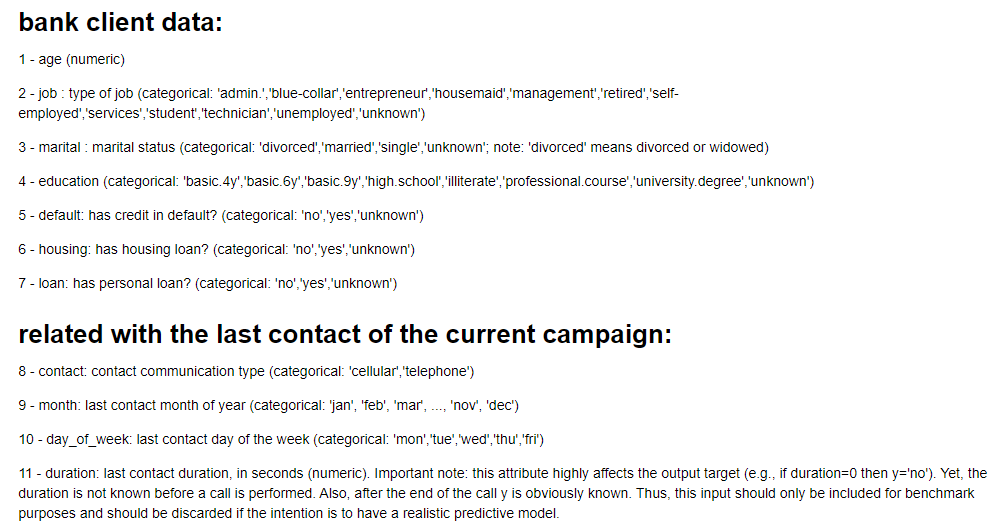 bank client data:
1 - age (numeric)
2 - job : type of job (categorical: 'admin.','blue-collar','entrepreneur','housemaid','management','retired','self-
employed','services','student','technician','unemployed','unknown')
3 - marital : marital status (categorical: 'divorced','married','single','unknown'; note: 'divorced' means divorced or widowed)
4 - education (categorical: 'basic.4y','basic.6y','basic.9y','high.school','illiterate','professional.course','university.degree','unknown')
5 - default: has credit in default? (categorical: 'no','yes','unknown')
6 - housing: has housing loan? (categorical: 'no','yes','unknown')
7 - loan: has personal loan? (categorical: 'no','yes','unknown')
related with the last contact of the current campaign:
8 - contact: contact communication type (categorical: 'cellular','telephone')
9 - month: last contact month of year (categorical: 'jan', 'feb', 'mar', ..., 'nov', 'dec')
10 - day_of_week: last contact day of the week (categorical: 'mon','tue','wed','thu','fri')
11 - duration: last contact duration, in seconds (numeric). Important note: this attribute highly affects the output target (e.g., if duration=0 then y='no'). Yet, the
duration is not known before a call is performed. Also, after the end of the call y is obviously known. Thus, this input should only be included for benchmark
purposes and should be discarded if the intention is to have a realistic predictive model.